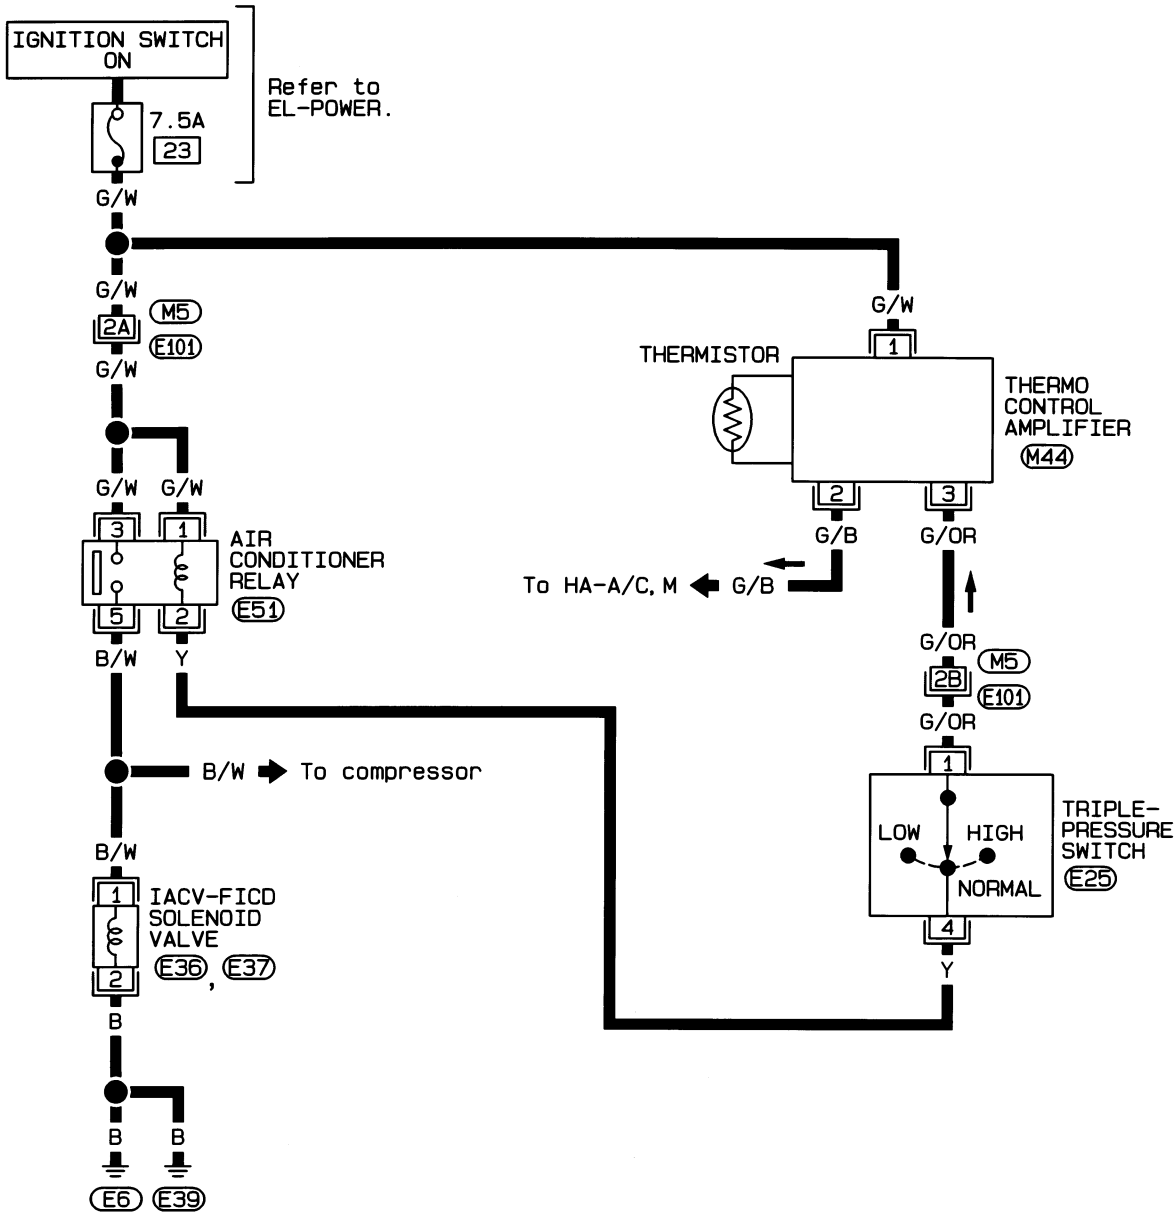 IGNITION SWITCH
ON
Refer to
EL-POWER.
7.5A
23
G/W
G/W
M5
2A
E101
G/W
G/W
THERMISTOR
1
THERMO
CONTROL
AMPLIFIER
M44
G/W
G/W
2
3
3
1
G/B
G/OR
AIR
CONDITIONER
RELAY
E51
To HA-A/C, M
G/B
5
2
B/W
Y
G/OR
M5
2B
E101
G/OR
B/W
To compressor
1
TRIPLE-
PRESSURE
SWITCH
E25
LOW
HIGH
NORMAL
4
Y
B/W
1
IACV-FICD
SOLENOID
VALVE
E36, E37
2
B
B
B
E6
E39